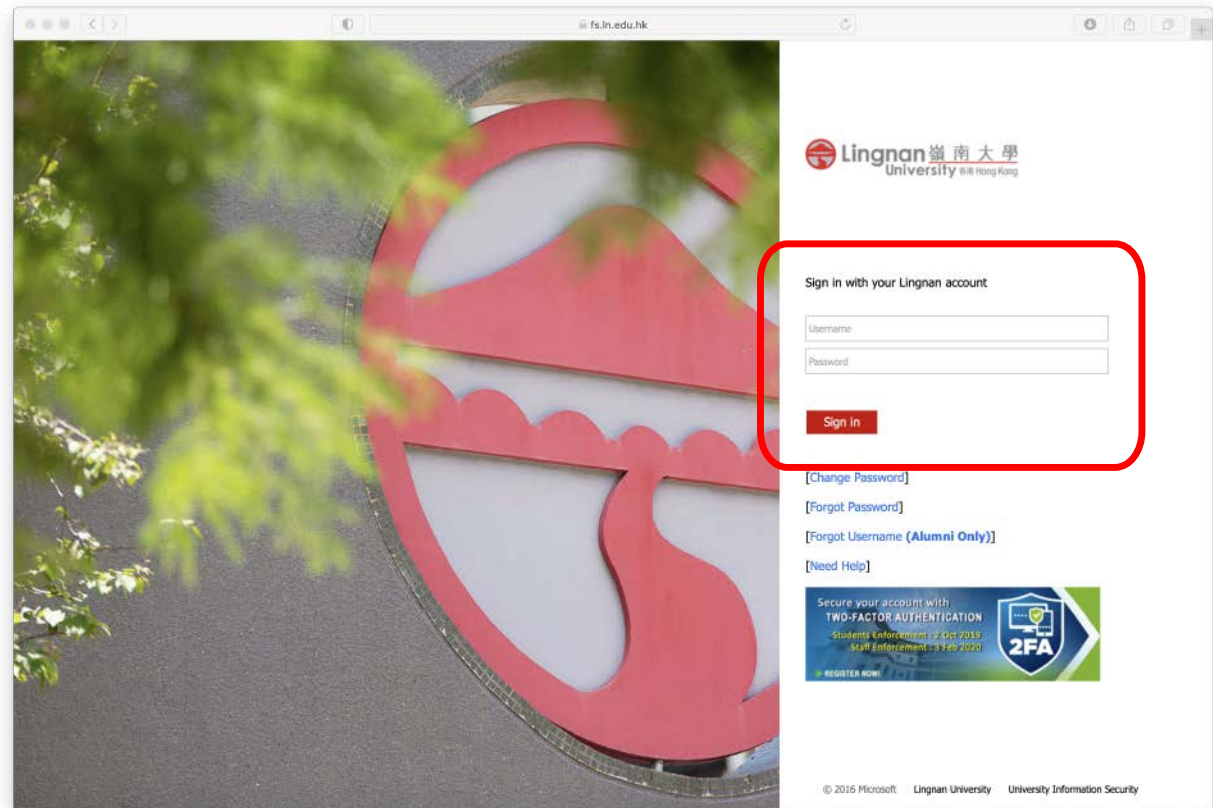 fs.ln.edu.hk
Lingnan 嶺南大學
University 香港 Hong Kong
Sign in with your Lingnan account
Username
Password
Sign in
[Change Password]
[Forgot Password]
[Forgot Username (Alumni Only)]
[Need Help]
Secure your account with
TWO-FACTOR AUTHENTICATION
Students Enforcement : 2 Oct 2019
Staff Enforcement : 3 Feb 2020
2FA
REGISTER NOW!
© 2016 Microsoft Lingnan University University Information Security